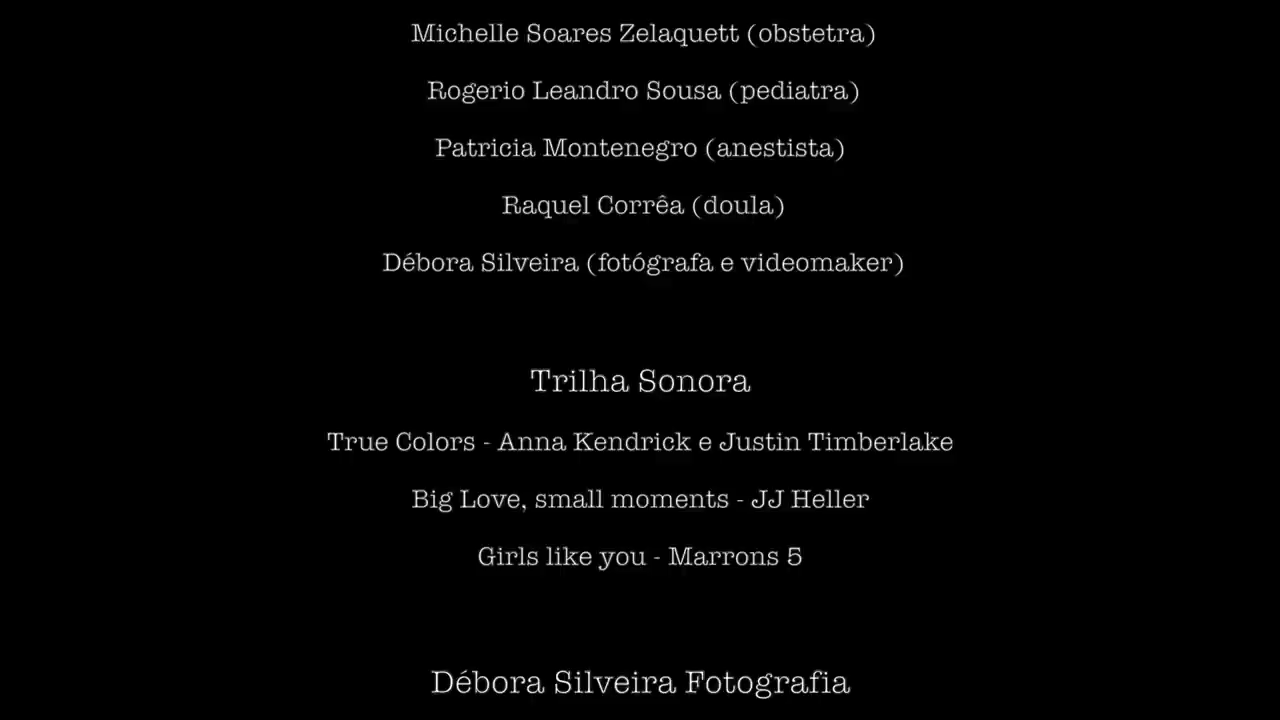 Michelle Soares Zelaquett (obstetra)
Rogerio Leandro Sousa (pediatra)
Patricia Montenegro (anestista)
Raquel Corrêa (doula)
Débora Silveira (fotógrafa e videomaker)
Trilha Sonora
True Colors - Anna Kendrick e Justin Timberlake
Big Love, small moments - JJ Heller
Girls like you - Marrons 5
Débora Silveira Fotografia